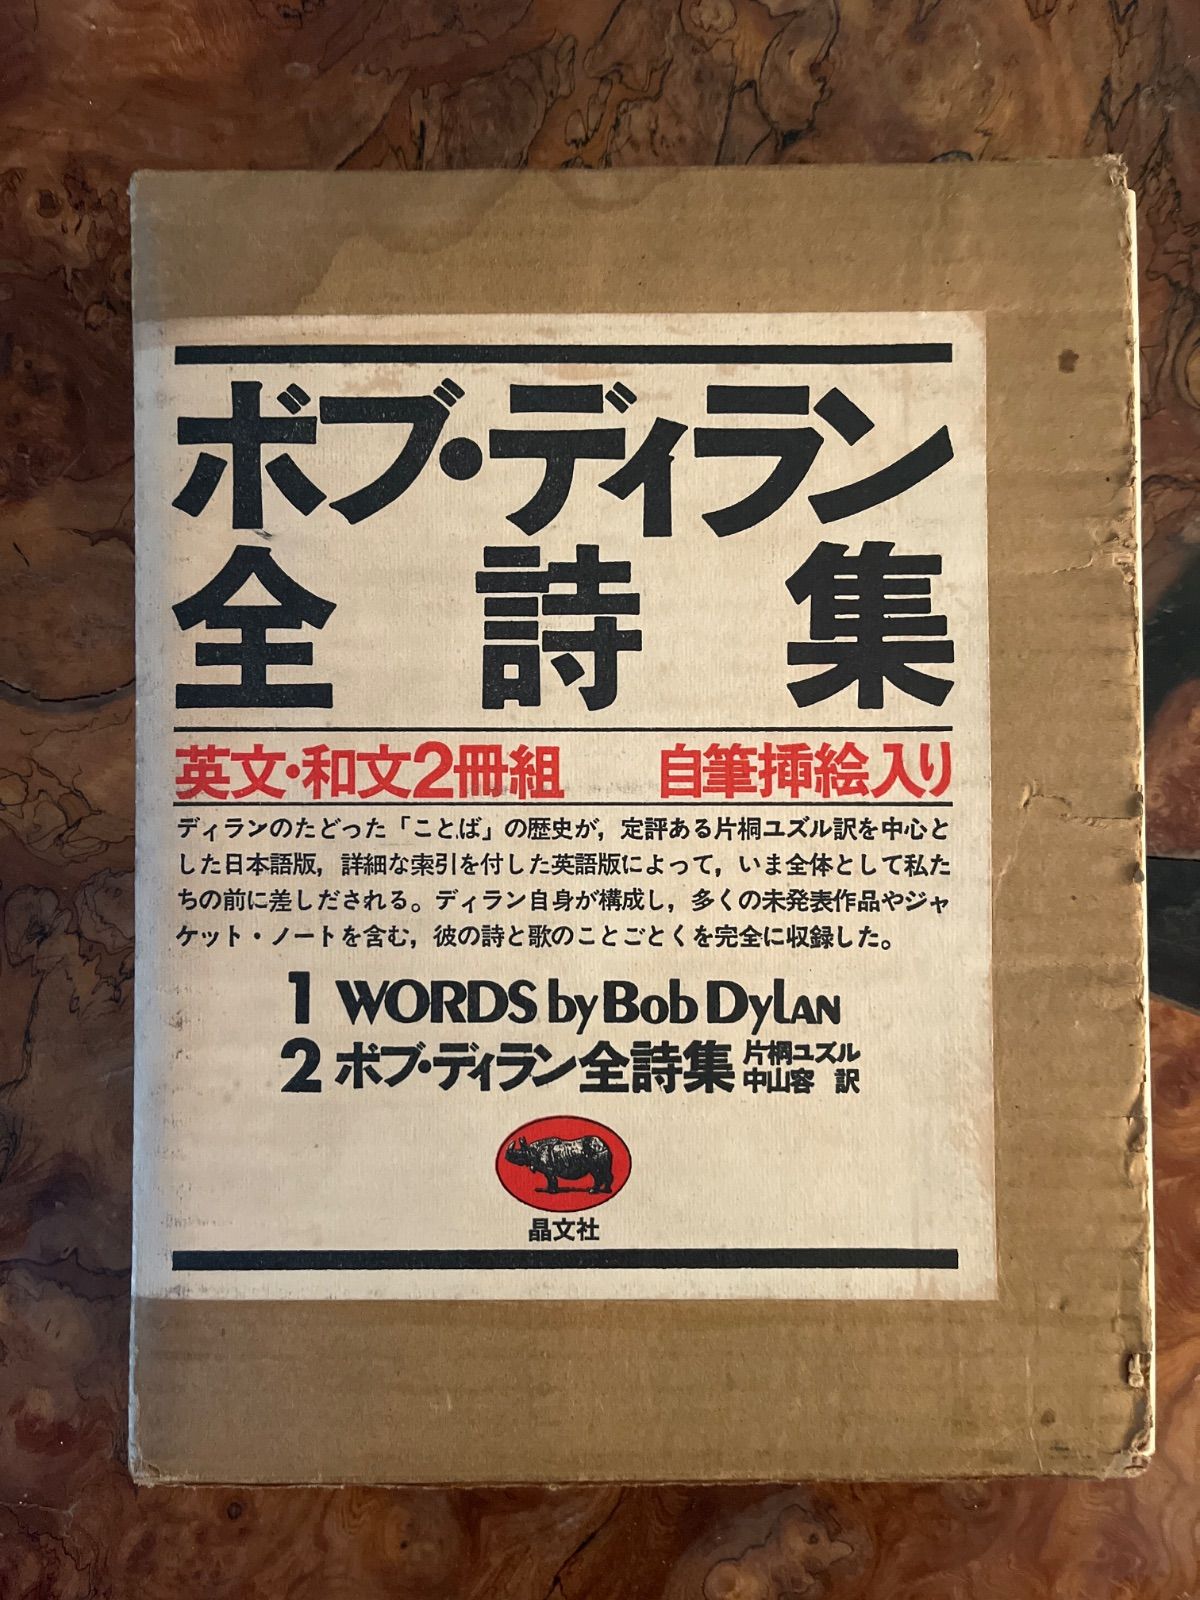 ボブ・ディラン
全詩集
英文・和文2冊組 自筆挿絵入り
ディランのたどった「ことば」の歴史が，定評ある片桐ユズル訳を中心と
した日本語版，詳細な索引を付した英語版によって，いま全体として私た
ちの前に差しだされる。ディラン自身が構成し，多くの未発表作品やジャ
ケット・ノートを含む，彼の詩と歌のことごとくを完全に収録した。
1 WORDS by Bob DylAN
2 ボブ・ディラン全詩集 片桐ユズル
中山容 訳
晶文社